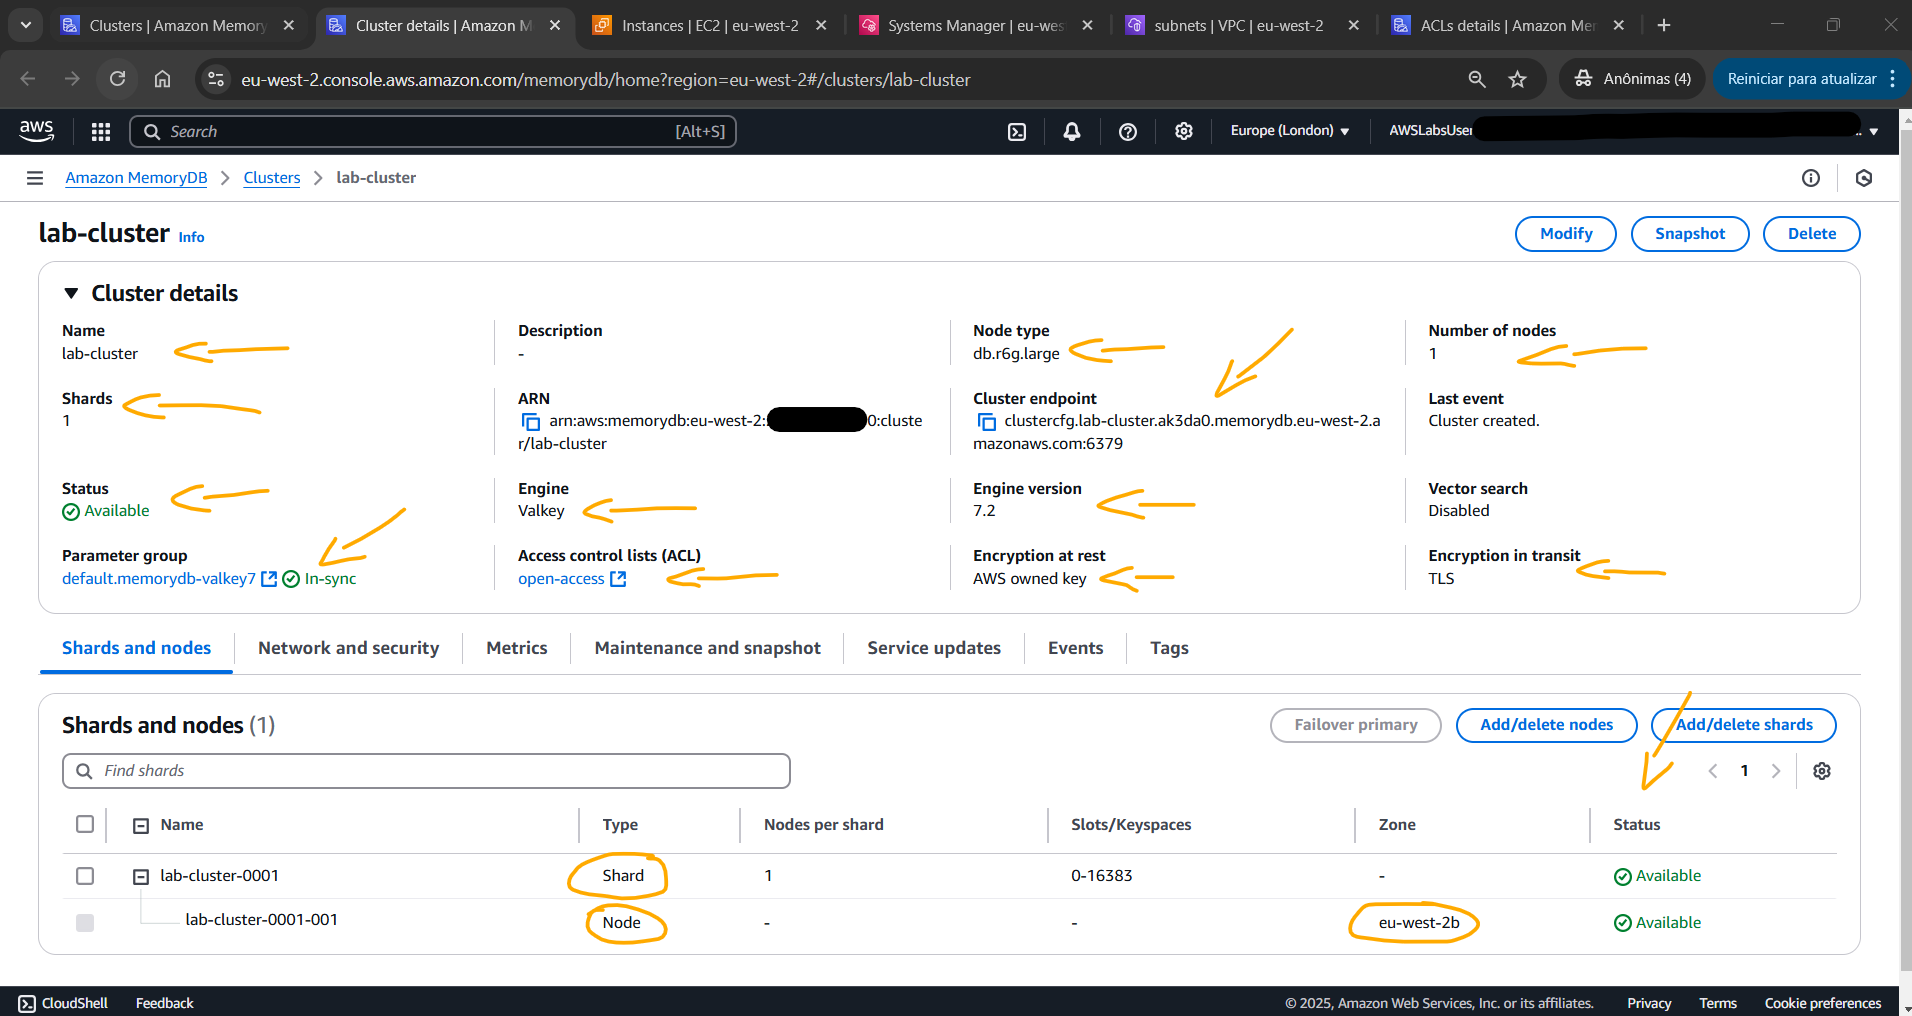 Clusters | Amazon Memory
Cluster details | Amazon M
Instances | EC2 | eu-west-2
Systems Manager | eu-wes
subnets | VPC | eu-west-2
ACLs details | Amazon Mer
eu-west-2.console.aws.amazon.com/memorydb/home?region=eu-west-2#/clusters/lab-cluster
Anônimas (4)
Reiniciar para atualizar
aws
Search
[Alt+S]
Europe (London)
AWSLabsUser
Amazon MemoryDB
Clusters
lab-cluster
lab-cluster Info
Modify
Snapshot
Delete
Cluster details
Name
lab-cluster
Description
-
Node type
db.r6g.large
Number of nodes
1
Shards
1
ARN
arn:aws:memorydb:eu-west-2: 0:cluste
r/lab-cluster
Cluster endpoint
clustercfg.lab-cluster.ak3da0.memorydb.eu-west-2.a
mazonaws.com:6379
Last event
Cluster created.
Status
Available
Engine
Valkey
Engine version
7.2
Vector search
Disabled
Parameter group
default.memorydb-valkey7 In-sync
Access control lists (ACL)
open-access
Encryption at rest
AWS owned key
Encryption in transit
TLS
Shards and nodes
Network and security
Metrics
Maintenance and snapshot
Service updates
Events
Tags
Shards and nodes (1)
Failover primary
Add/delete nodes
Add/delete shards
Find shards
1
Name Type Nodes per shard Slots/Keyspaces Zone Status
lab-cluster-0001 Shard 1 0-16383 - Available
lab-cluster-0001-001 Node - - eu-west-2b Available
CloudShell
Feedback
© 2025, Amazon Web Services, Inc. or its affiliates.
Privacy
Terms
Cookie preferences